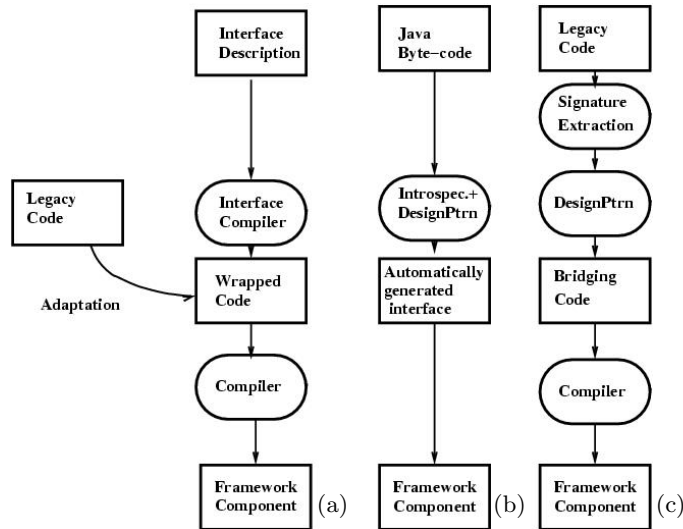 Interface
Description
Legacy
Code
Interface
Compiler
Adaptation
Wrapped
Code
Compiler
Framework
Component
(a)
Java
Byte-code
Introspec.+
DesignPtrn
Automatically
generated
interface
Framework
Component
(b)
Legacy
Code
Signature
Extraction
DesignPtrn
Bridging
Code
Compiler
Framework
Component
(c)